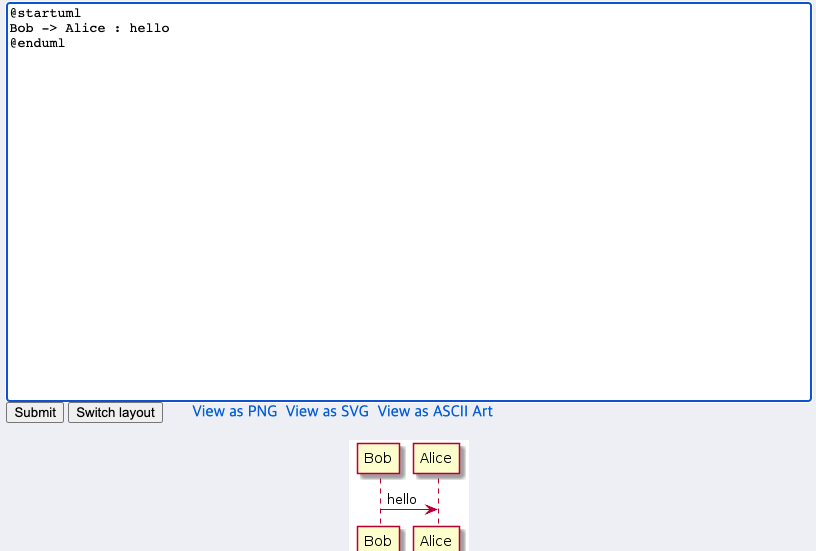 @startuml
Bob -> Alice : hello
@enduml
Submit Switch layout View as PNG View as SVG View as ASCII Art
Bob Alice
hello
Bob Alice